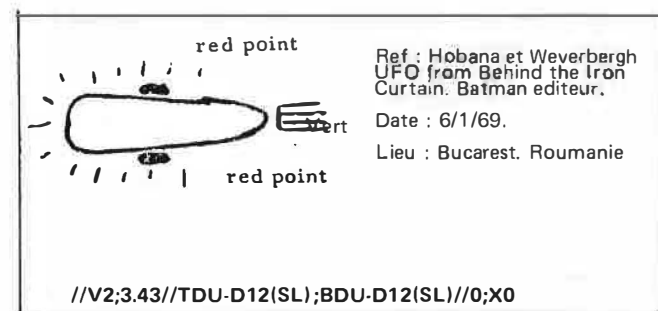 red point
Ref : Hobana et Weverbergh
UFO from Behind the Iron
Curtain. Batman editeur.
Vert
Date : 6/1/69.
Lieu : Bucarest. Roumanie
red point
//V2;3.43//TDU-D12(SL);BDU-D12(SL)//0;X0